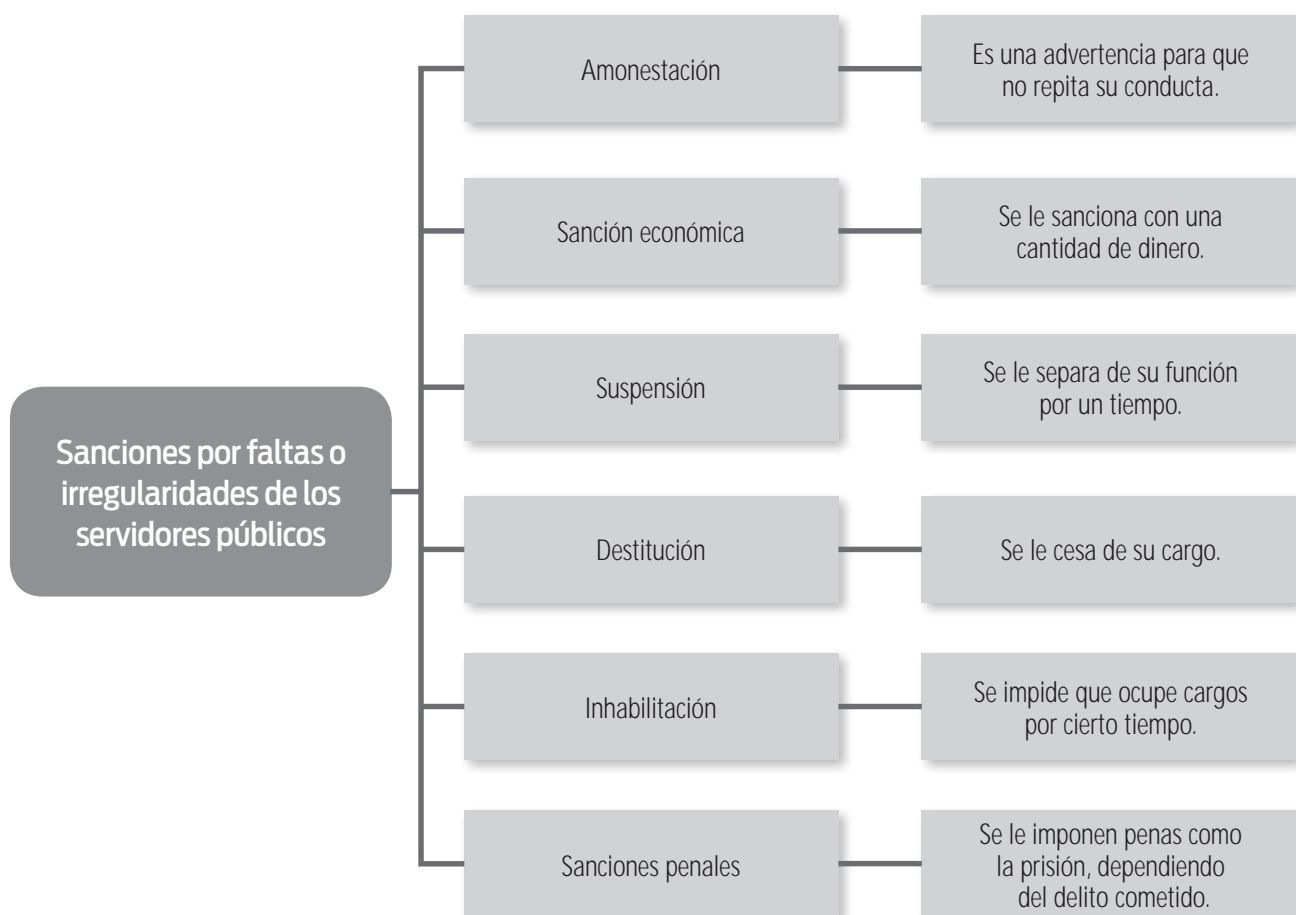 Sanciones por faltas o
irregularidades de los
servidores públicos
Amonestación
Es una advertencia para que
no repita su conducta.
Sanción económica
Se le sanciona con una
cantidad de dinero.
Suspensión
Se le separa de su función
por un tiempo.
Destitución
Se le cesa de su cargo.
Inhabilitación
Se impide que ocupe cargos
por cierto tiempo.
Sanciones penales
Se le imponen penas como
la prisión, dependiendo
del delito cometido.